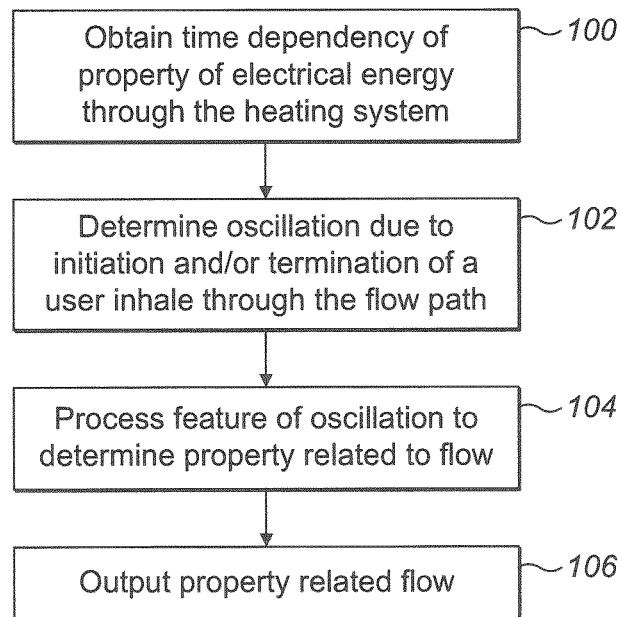 Obtain time dependency of
property of electrical energy
through the heating system
100
Determine oscillation due to
initiation and/or termination of a
user inhale through the flow path
102
Process feature of oscillation to
determine property related to flow
104
Output property related flow
106